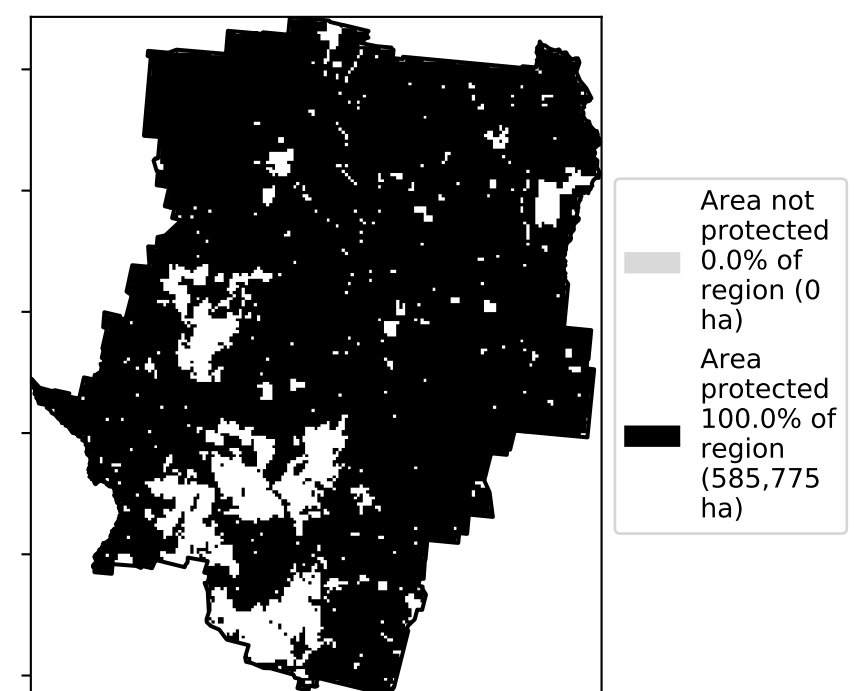 Area not
protected
0.0% of
region (0
ha)
Area
protected
100.0% of
region
(585,775
ha)